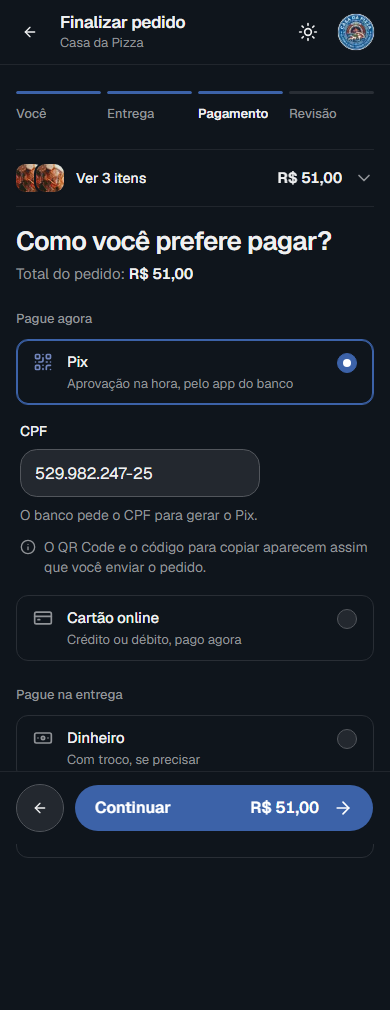 Finalizar pedido
Casa da Pizza
CASA DA PIZZA
Você
Entrega
Pagamento
Revisão
Ver 3 itens
R$ 51,00
Como você prefere pagar?
Total do pedido: R$ 51,00
Pague agora
Pix
Aprovação na hora, pelo app do banco
CPF
529.982.247-25
O banco pede o CPF para gerar o Pix.
O QR Code e o código para copiar aparecem assim
que você enviar o pedido.
Cartão online
Crédito ou débito, pago agora
Pague na entrega
Dinheiro
Com troco, se precisar
Continuar
R$ 51,00